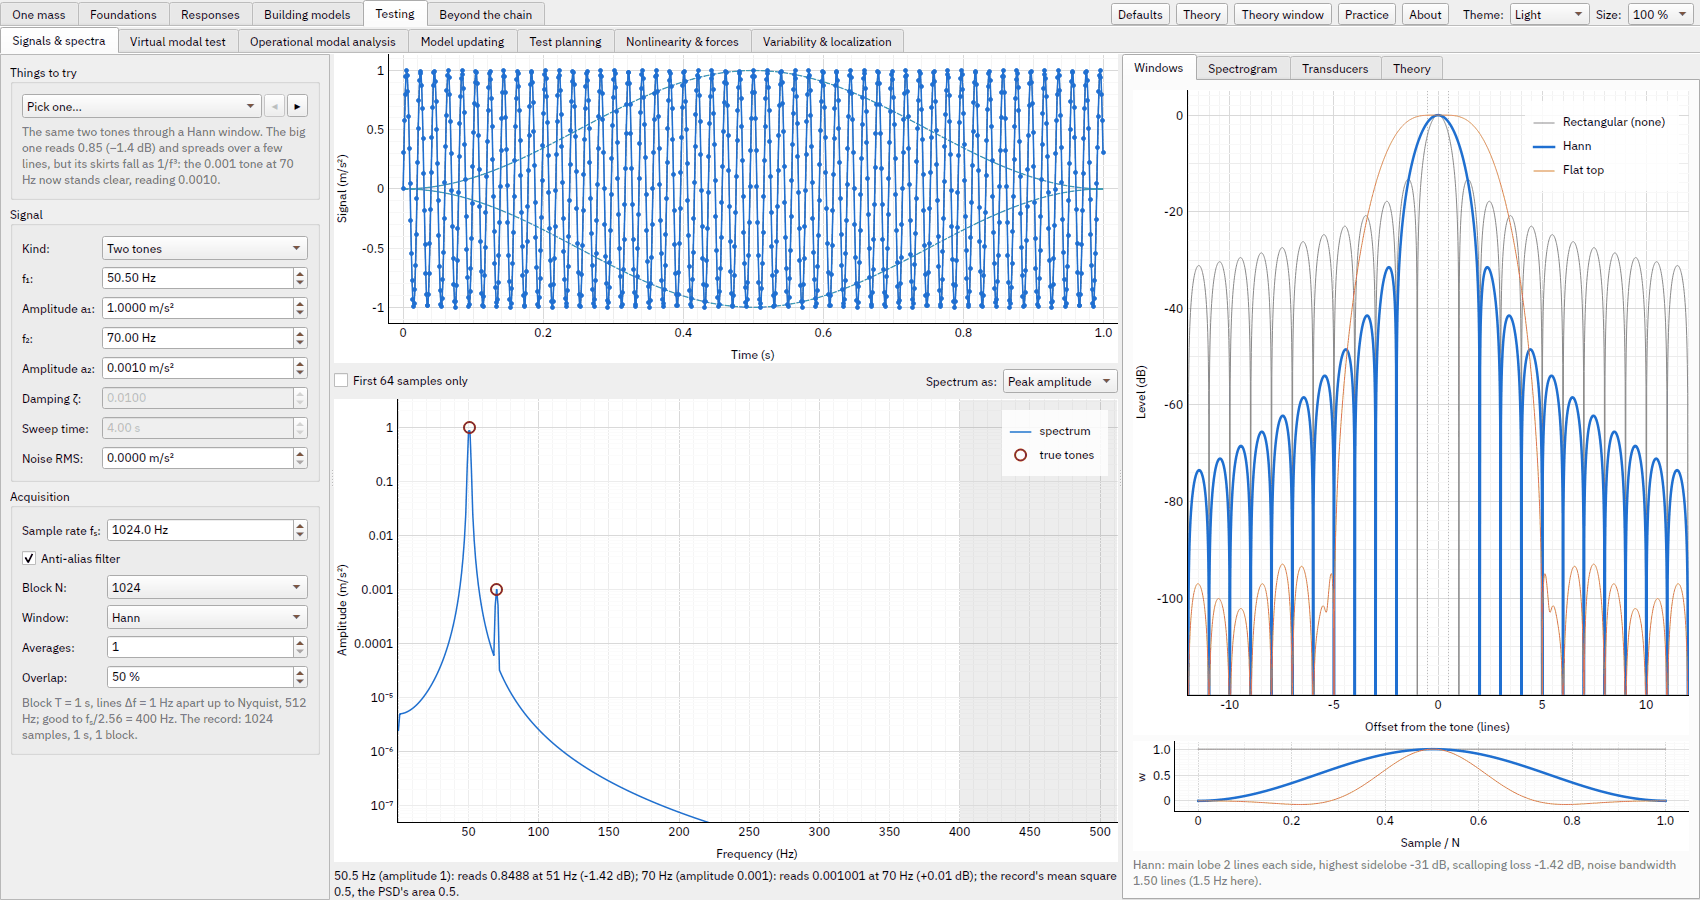 One mass
Foundations
Responses
Building models
Testing
Beyond the chain
Defaults
Theory
Theory window
Practice
About
Theme:
Light
Size:
100 %
Signals & spectra
Virtual modal test
Operational modal analysis
Model updating
Test planning
Nonlinearity & forces
Variability & localization
Things to try
Pick one...
The same two tones through a Hann window. The big
one reads 0.85 (−1.4 dB) and spreads over a few
lines, but its skirts fall as 1/f³: the 0.001 tone at 70
Hz now stands clear, reading 0.0010.
Signal
Kind:
Two tones
f₁:
50.50 Hz
Amplitude a₁:
1.0000 m/s²
f₂:
70.00 Hz
Amplitude a₂:
0.0010 m/s²
Damping ζ:
0.0100
Sweep time:
4.00 s
Noise RMS:
0.0000 m/s²
Acquisition
Sample rate fₛ:
1024.0 Hz
Anti-alias filter
Block N:
1024
Window:
Hann
Averages:
1
Overlap:
50 %
Block T = 1 s, lines Δf = 1 Hz apart up to Nyquist, 512
Hz; good to fₛ/2.56 = 400 Hz. The record: 1024
samples, 1 s, 1 block.
Signal (m/s²)
1
0.5
0
-0.5
-1
0
0.2
0.4
0.6
0.8
1.0
Time (s)
First 64 samples only
Spectrum as:
Peak amplitude
Amplitude (m/s²)
1
0.1
0.01
0.001
0.0001
10⁻⁵
10⁻⁶
10⁻⁷
spectrum
true tones
50
100
150
200
250
300
350
400
450
500
Frequency (Hz)
50.5 Hz (amplitude 1): reads 0.8488 at 51 Hz (-1.42 dB); 70 Hz (amplitude 0.001): reads 0.001001 at 70 Hz (+0.01 dB); the record's mean square
0.5, the PSD's area 0.5.
Windows
Spectrogram
Transducers
Theory
Level (dB)
0
-20
-40
-60
-80
-100
Rectangular (none)
Hann
Flat top
-10
-5
0
5
10
Offset from the tone (lines)
w
1.0
0.5
0
0
0.2
0.4
0.6
0.8
1.0
Sample / N
Hann: main lobe 2 lines each side, highest sidelobe -31 dB, scalloping loss -1.42 dB, noise bandwidth
1.50 lines (1.5 Hz here).